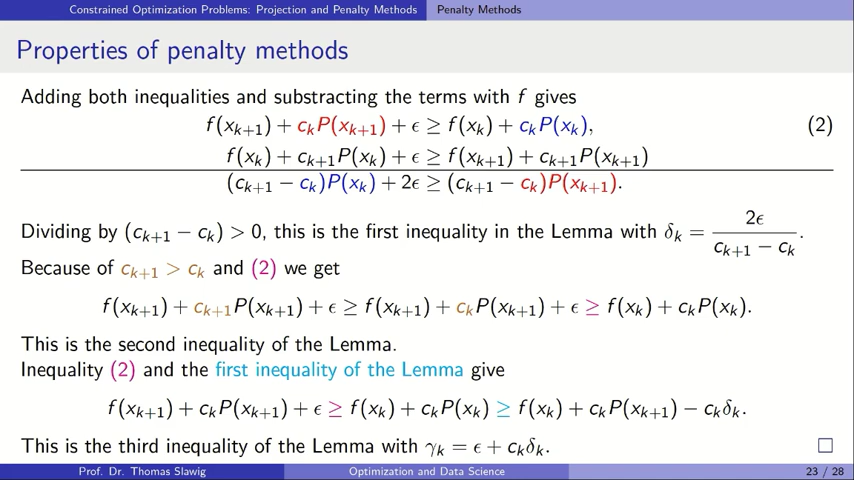 Constrained Optimization Problems: Projection and Penalty Methods Penalty Methods
Properties of penalty methods
Adding both inequalities and substracting the terms with f gives
f(x_{k+1}) + c_k P(x_{k+1}) + ϵ ≥ f(x_k) + c_k P(x_k), (2)
f(x_k) + c_{k+1} P(x_k) + ϵ ≥ f(x_{k+1}) + c_{k+1} P(x_{k+1})
(c_{k+1} − c_k)P(x_k) + 2ϵ ≥ (c_{k+1} − c_k)P(x_{k+1}).
Dividing by (c_{k+1} − c_k) > 0, this is the first inequality in the Lemma with δ_k = 2ϵ / (c_{k+1} − c_k).
Because of c_{k+1} > c_k and (2) we get
f(x_{k+1}) + c_{k+1} P(x_{k+1}) + ϵ ≥ f(x_{k+1}) + c_k P(x_{k+1}) + ϵ ≥ f(x_k) + c_k P(x_k).
This is the second inequality of the Lemma.
Inequality (2) and the first inequality of the Lemma give
f(x_{k+1}) + c_k P(x_{k+1}) + ϵ ≥ f(x_k) + c_k P(x_k) ≥ f(x_k) + c_k P(x_{k+1}) − c_k δ_k.
This is the third inequality of the Lemma with γ_k = ϵ + c_k δ_k. □
Prof. Dr. Thomas Slawig Optimization and Data Science 23 / 28